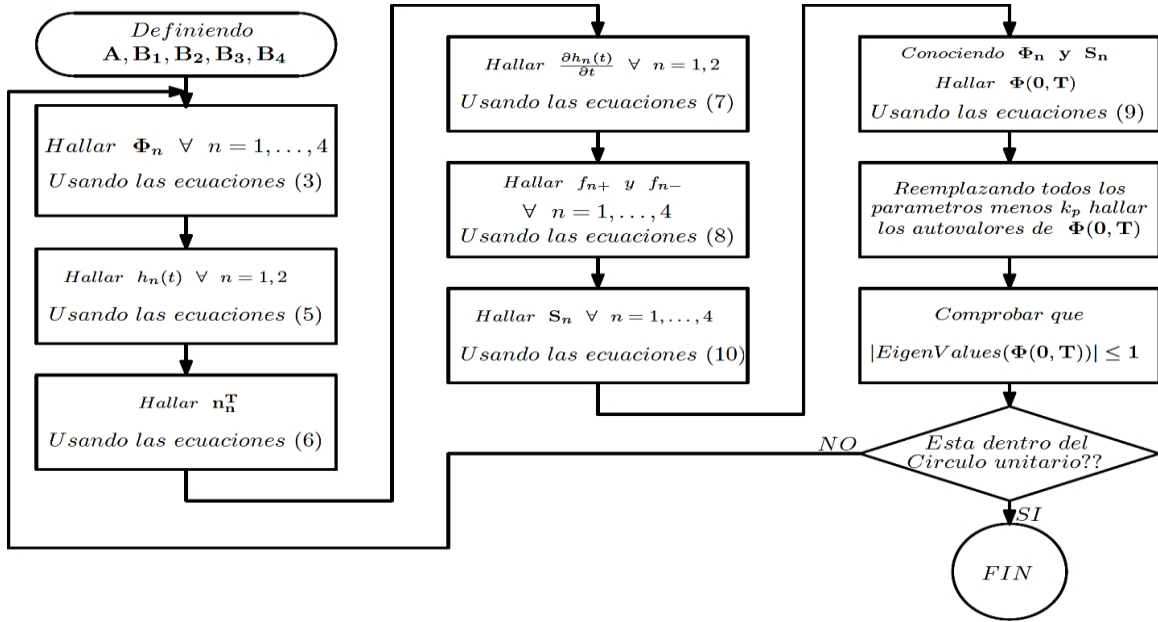 Definiendo
A, B₁, B₂, B₃, B₄
Hallar Φₙ ∀ n = 1, . . . , 4
Usando las ecuaciones (3)
Hallar hₙ(t) ∀ n = 1, 2
Usando las ecuaciones (5)
Hallar nₙᵀ
Usando las ecuaciones (6)
Hallar ∂hₙ(t)/∂t ∀ n = 1, 2
Usando las ecuaciones (7)
Hallar fₙ₊ y fₙ₋
∀ n = 1, . . . , 4
Usando las ecuaciones (8)
Hallar Sₙ ∀ n = 1, . . . , 4
Usando las ecuaciones (10)
Conociendo Φₙ y Sₙ
Hallar Φ(0, T)
Usando las ecuaciones (9)
Reemplazando todos los
parametros menos kₚ hallar
los autovalores de Φ(0, T)
Comprobar que
|EigenValues(Φ(0, T))| ≤ 1
Esta dentro del
Circulo unitario??
NO
SI
FIN